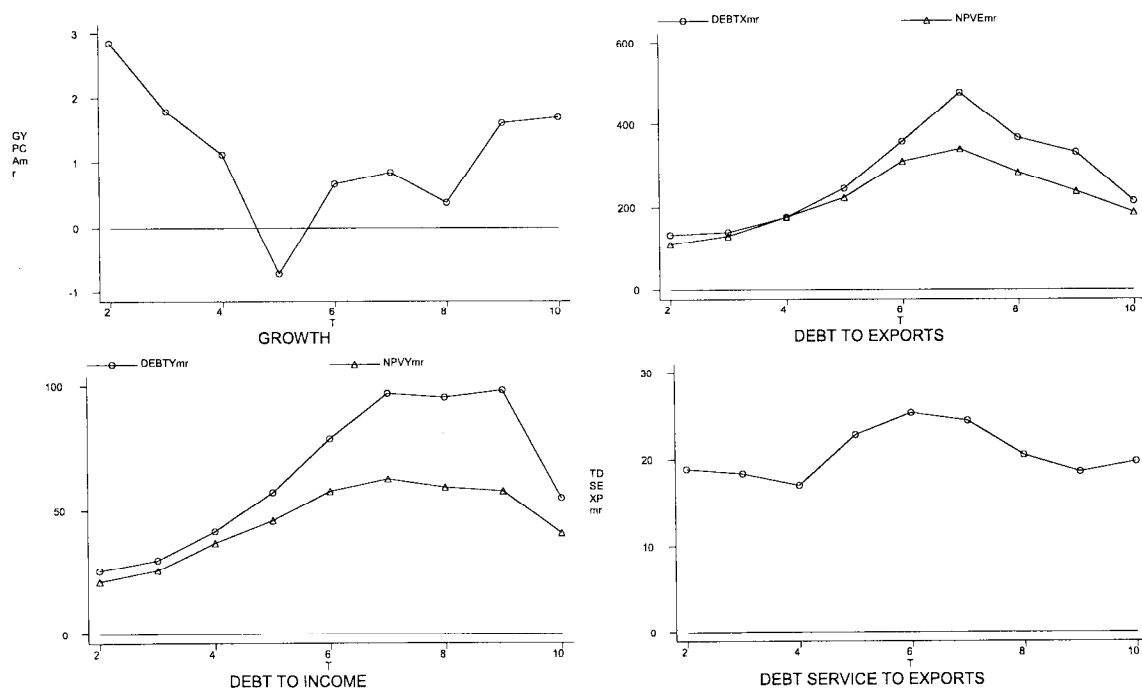 3
2
GY
PC
Am
r
1
0
-1
2 4 6 8 10
T
GROWTH
DEBTXmr NPVEmr
600
400
200
0
2 4 6 8 10
T
DEBT TO EXPORTS
DEBTYmr NPVYmr
100
50
0
2 4 6 8 10
T
DEBT TO INCOME
30
20
TD
SE
XP
mr
10
0
2 4 6 8 10
T
DEBT SERVICE TO EXPORTS